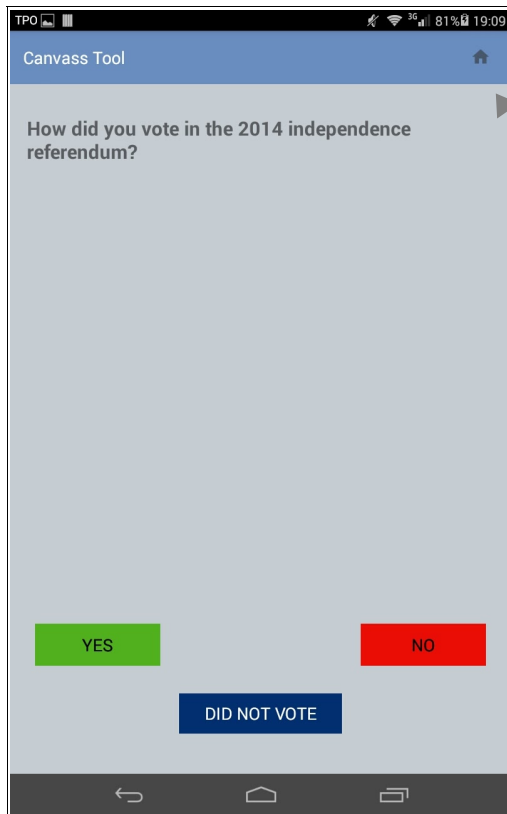 TPO 3G 81% 19:09
Canvass Tool
How did you vote in the 2014 independence
referendum?
YES NO
DID NOT VOTE